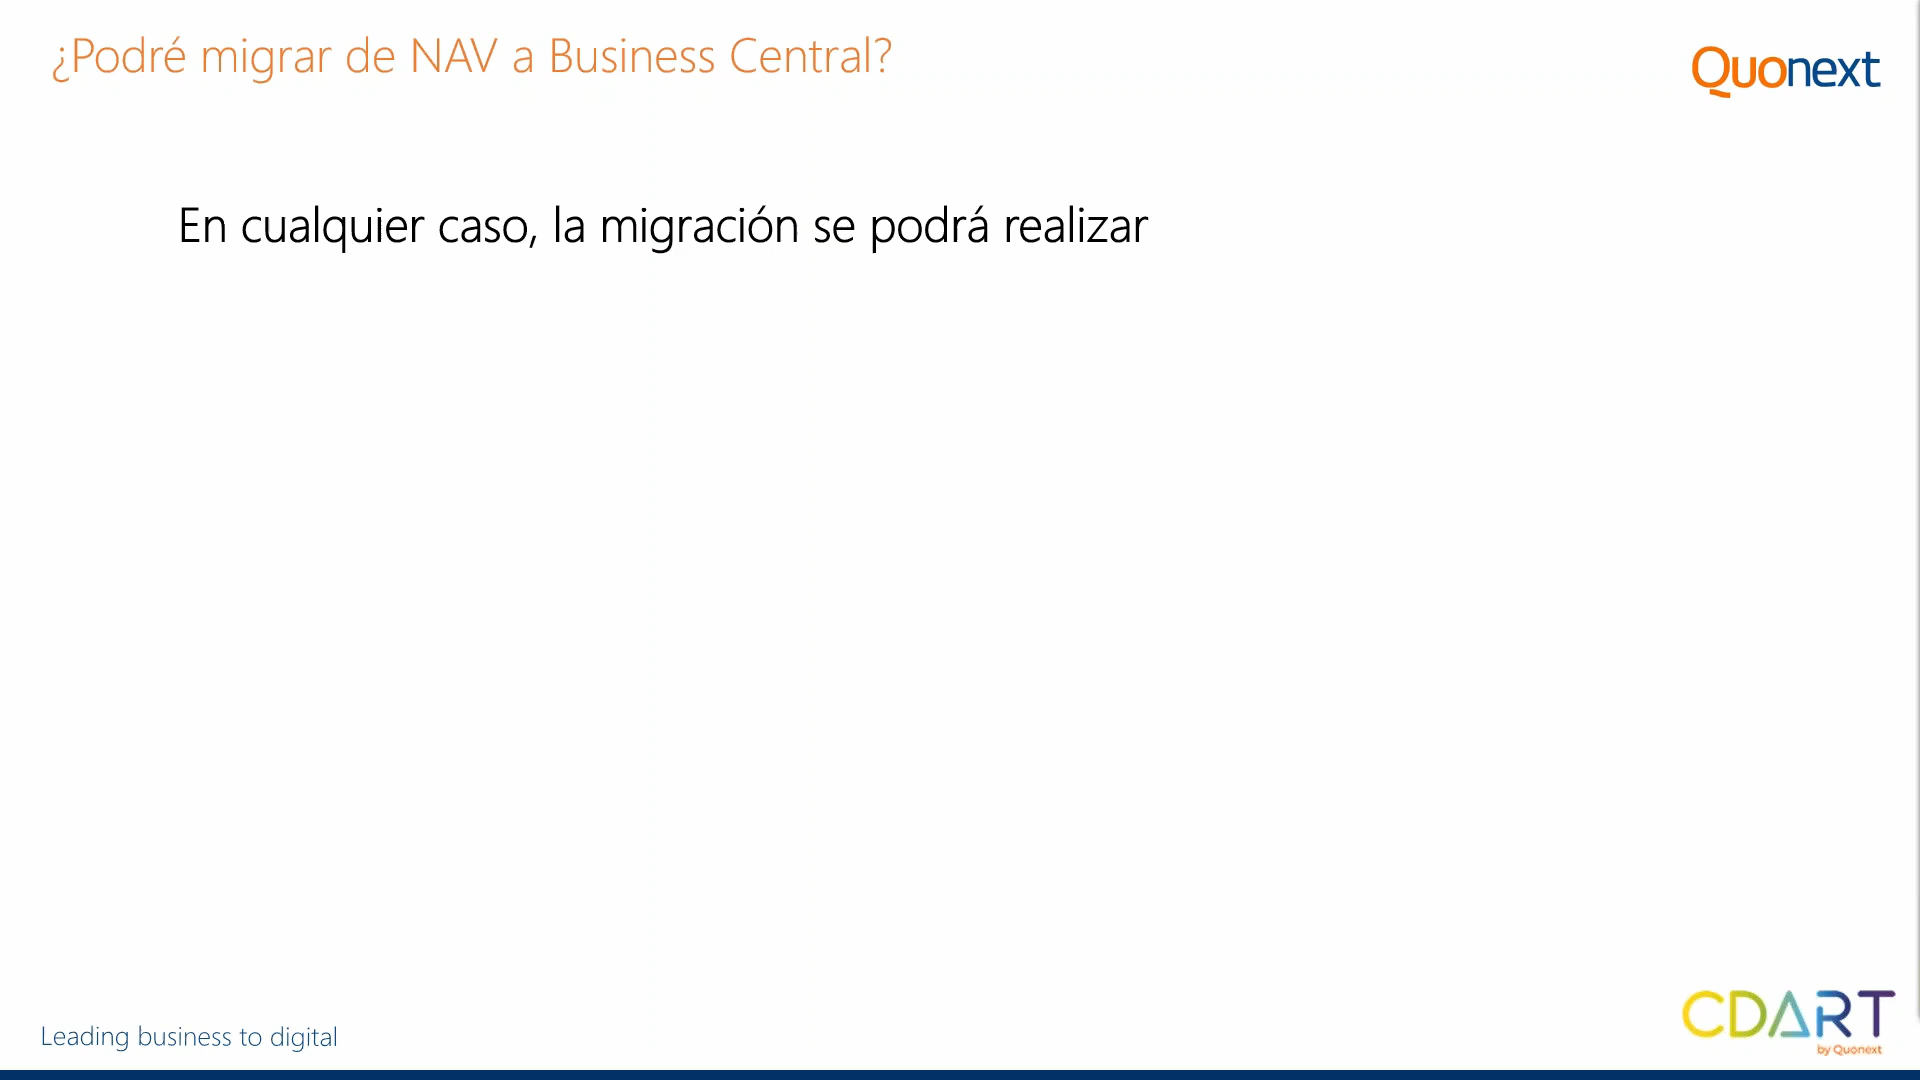 ¿Podré migrar de NAV a Business Central?
Quonext
En cualquier caso, la migración se podrá realizar
Leading business to digital
CDART
by Quonext